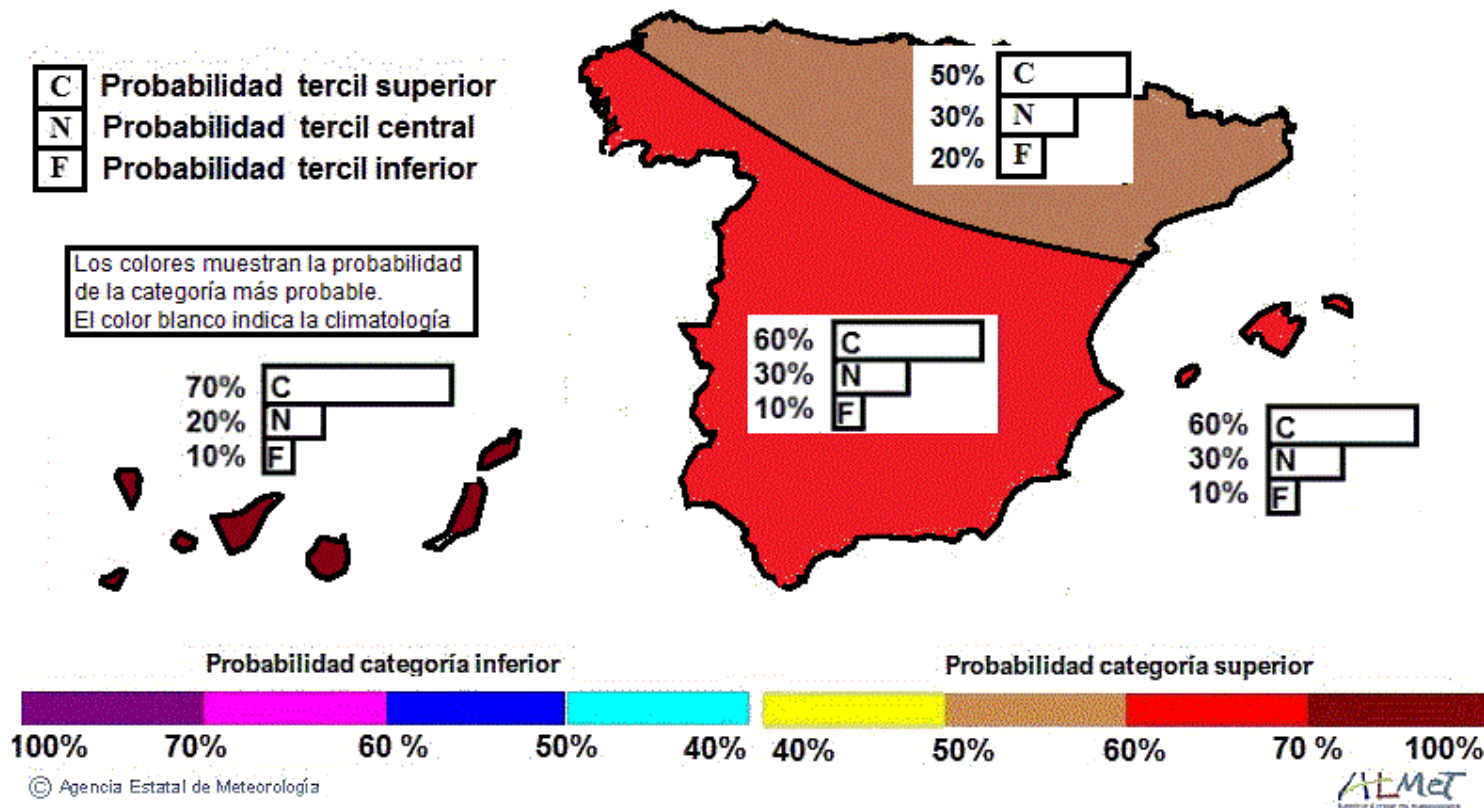 C Probabilidad tercil superior
N Probabilidad tercil central
F Probabilidad tercil inferior
50% C
30% N
20% F
Los colores muestran la probabilidad
de la categoría más probable.
El color blanco indica la climatología
60% C
30% N
10% F
70% C
20% N
10% F
60% C
30% N
10% F
Probabilidad categoría inferior
Probabilidad categoría superior
100% 70% 60 % 50% 40% 40% 50% 60% 70 % 100%
© Agencia Estatal de Meteorología
AEMet